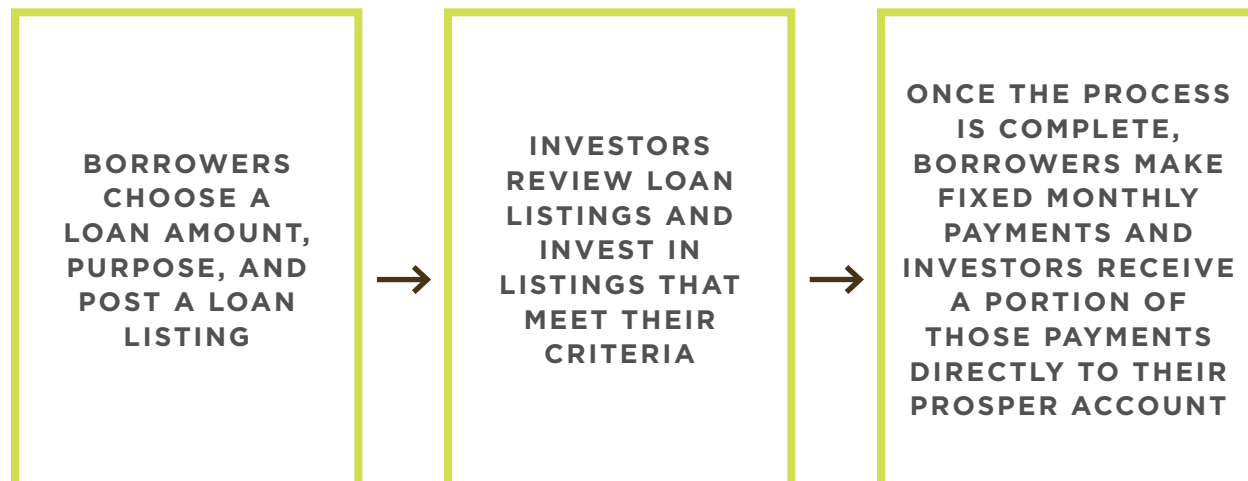 BORROWERS
CHOOSE A
LOAN AMOUNT,
PURPOSE, AND
POST A LOAN
LISTING
INVESTORS
REVIEW LOAN
LISTINGS AND
INVEST IN
LISTINGS THAT
MEET THEIR
CRITERIA
ONCE THE PROCESS
IS COMPLETE,
BORROWERS MAKE
FIXED MONTHLY
PAYMENTS AND
INVESTORS RECEIVE
A PORTION OF
THOSE PAYMENTS
DIRECTLY TO THEIR
PROSPER ACCOUNT